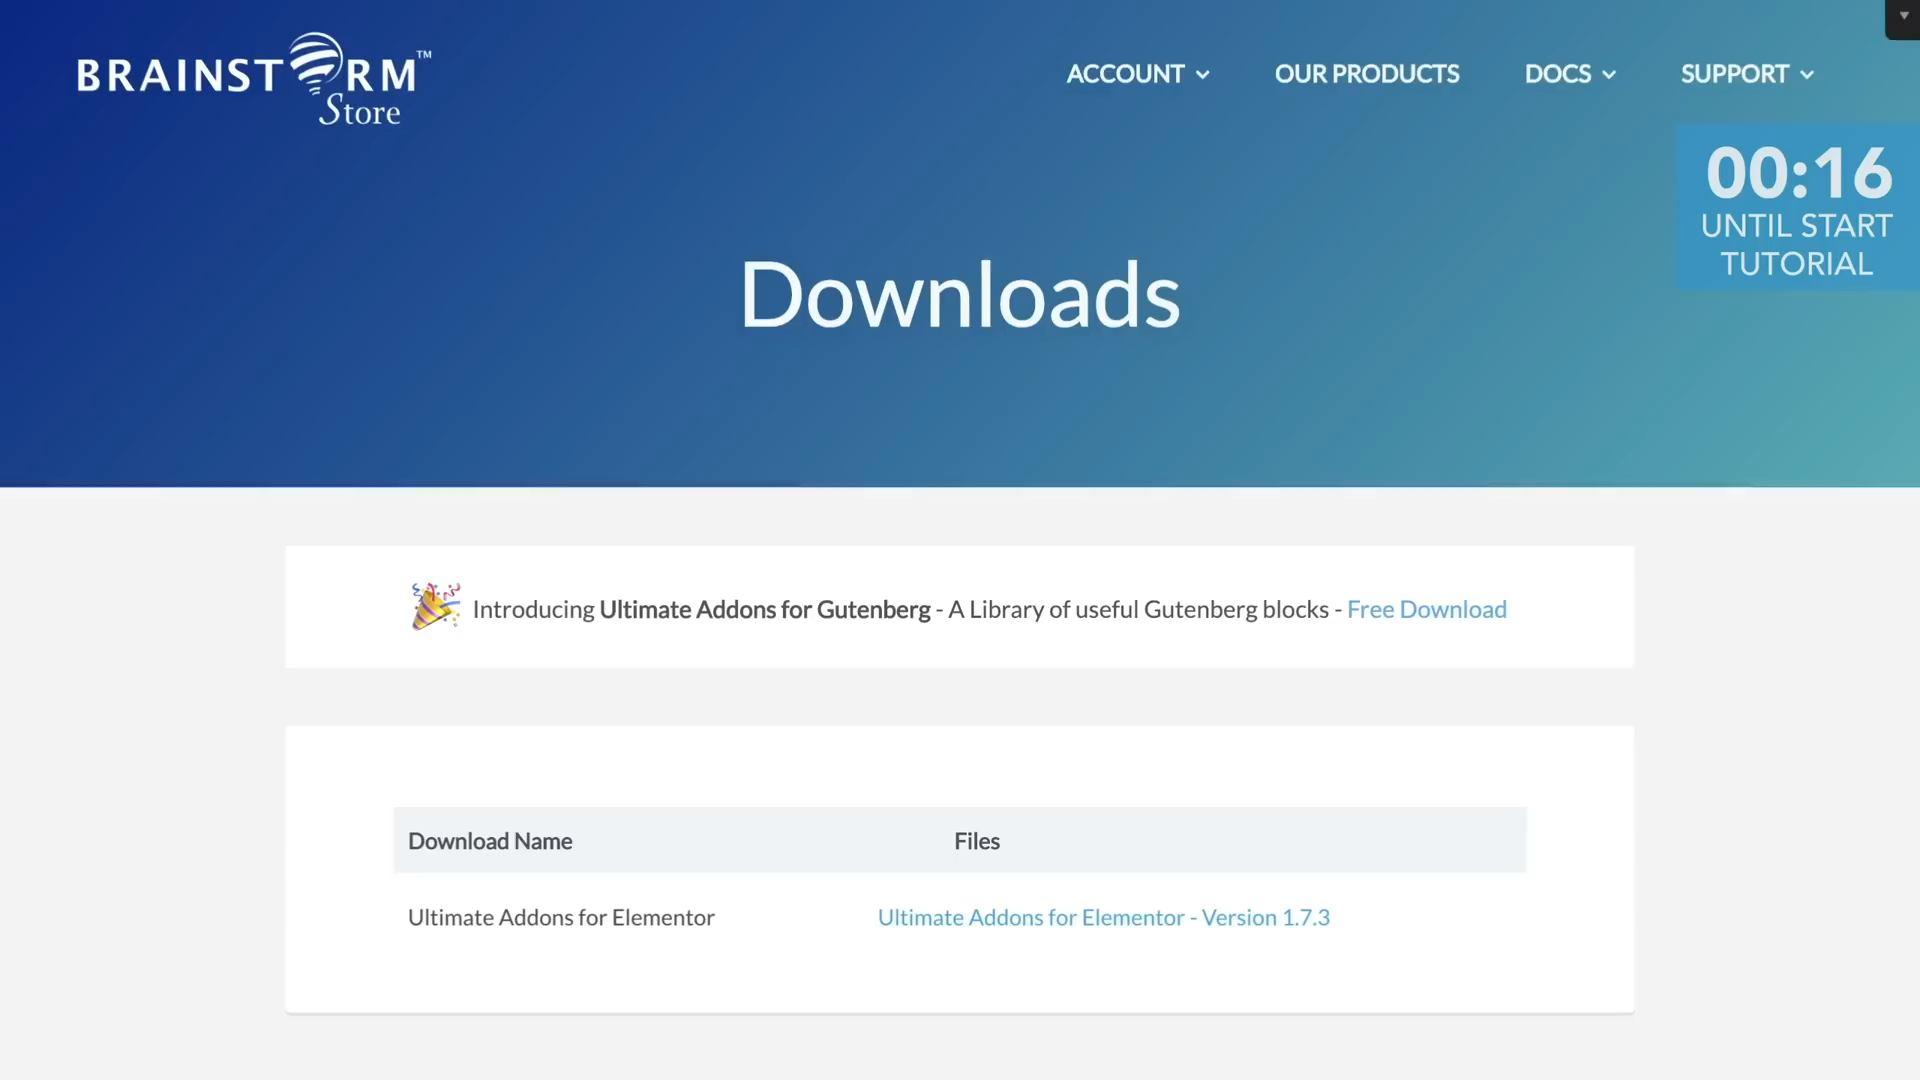 BRAINSTORM™
Store
ACCOUNT
OUR PRODUCTS
DOCS
SUPPORT
00:16
UNTIL START
TUTORIAL
Downloads
Introducing Ultimate Addons for Gutenberg - A Library of useful Gutenberg blocks - Free Download
Download Name
Files
Ultimate Addons for Elementor
Ultimate Addons for Elementor - Version 1.7.3